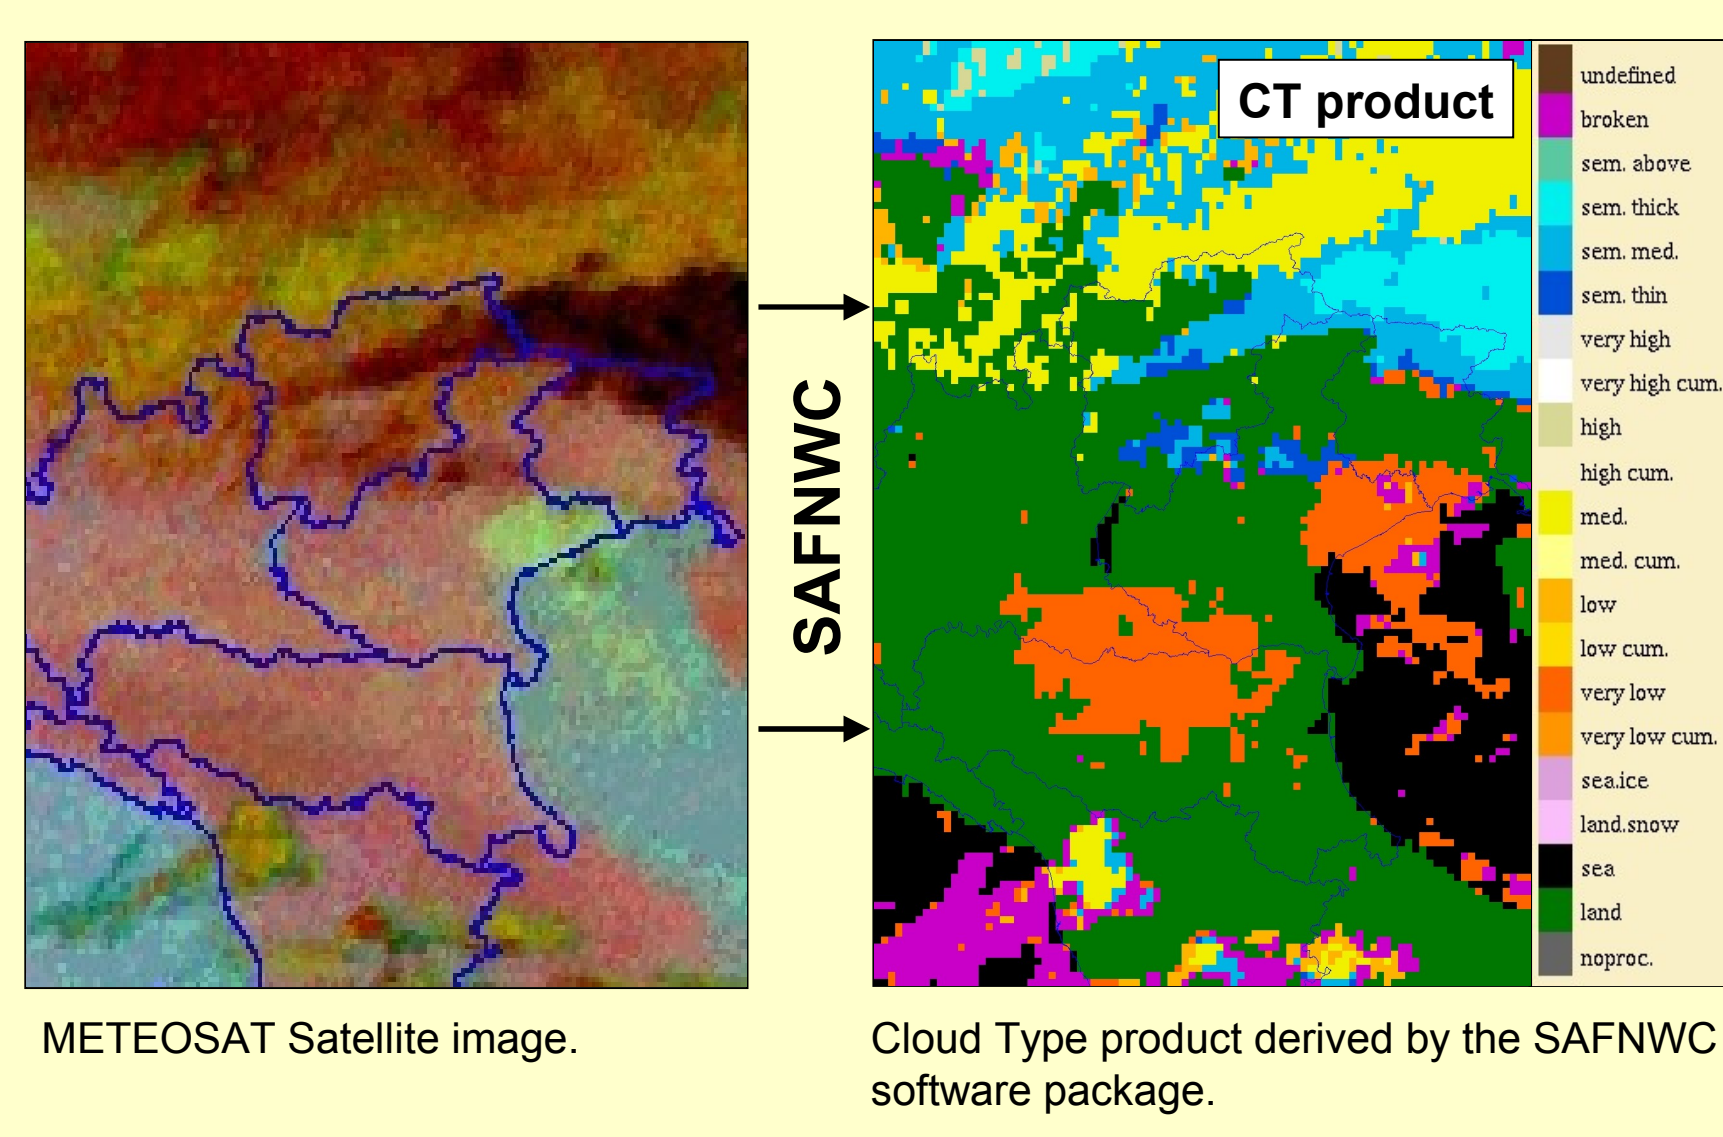 CT product
undefined
broken
sem. above
sem. thick
sem. med.
sem. thin
very high
very high cum.
high
high cum.
med.
med. cum.
low
low cum.
very low
very low cum.
sea.ice
land.snow
sea
land
noproc.
SAFNWC
METEOSAT Satellite image.
Cloud Type product derived by the SAFNWC
software package.